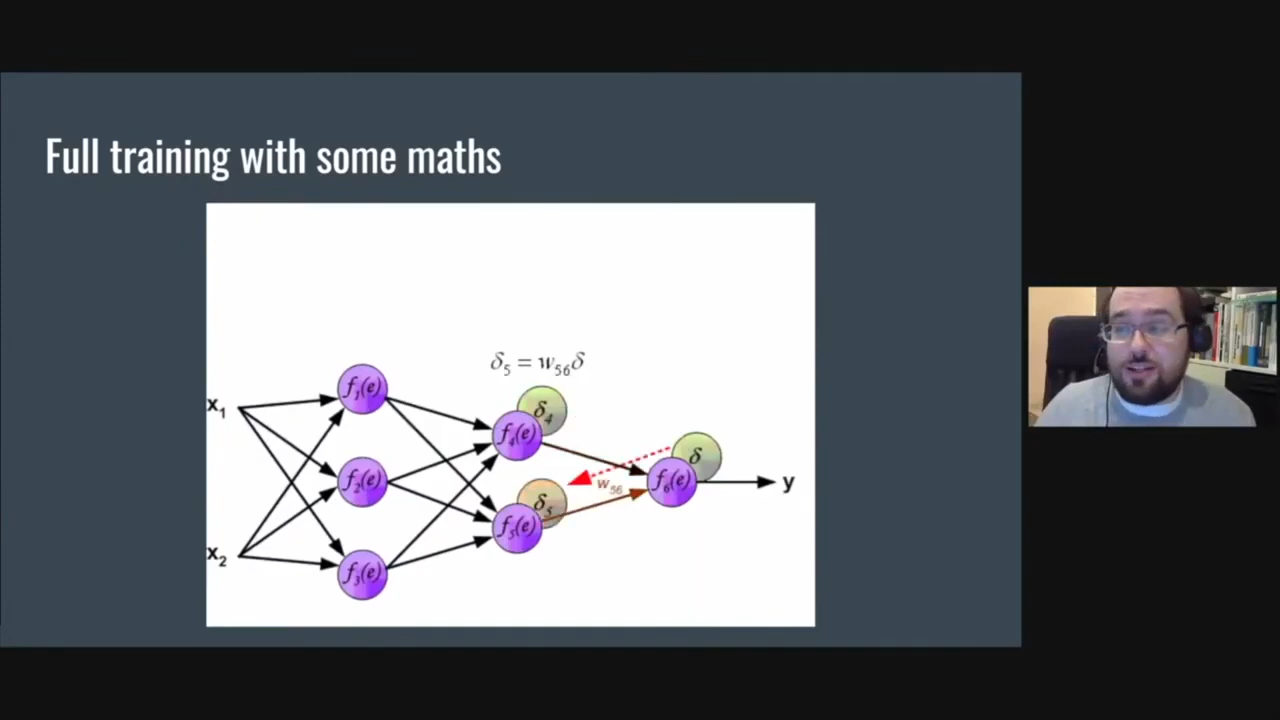 Full training with some maths
δ₅ = w₅₆δ
x₁
x₂
f₁(e)
f₂(e)
f₃(e)
f₄(e)
δ₄
f₅(e)
δ₅
w₅₆
f₆(e)
δ
y